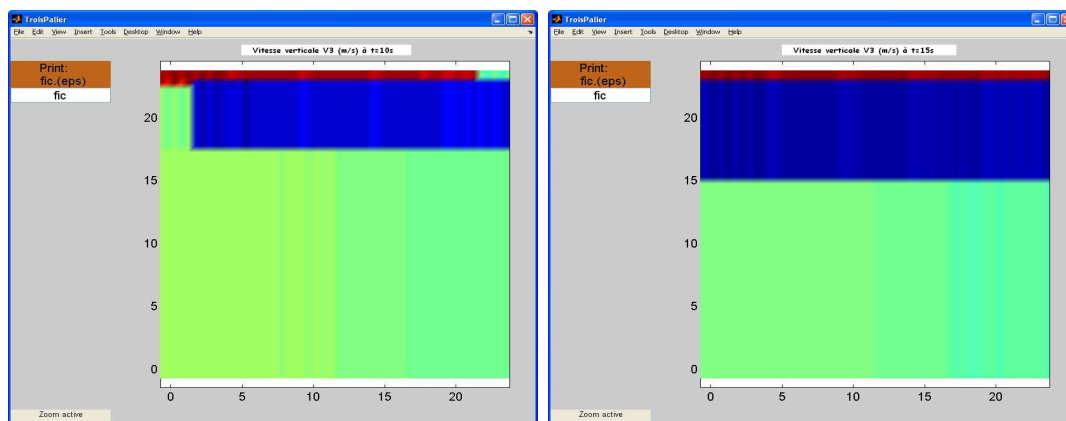 TroisPalier
File Edit View Insert Tools Desktop Window Help
Vitesse verticale V3 (m/s) à t=10s
Print:
fic.(eps)
fic
20
15
10
5
0
0 5 10 15 20
Zoom active
TroisPalier
File Edit View Insert Tools Desktop Window Help
Vitesse verticale V3 (m/s) à t=15s
Print:
fic.(eps)
fic
20
15
10
5
0
0 5 10 15 20
Zoom active